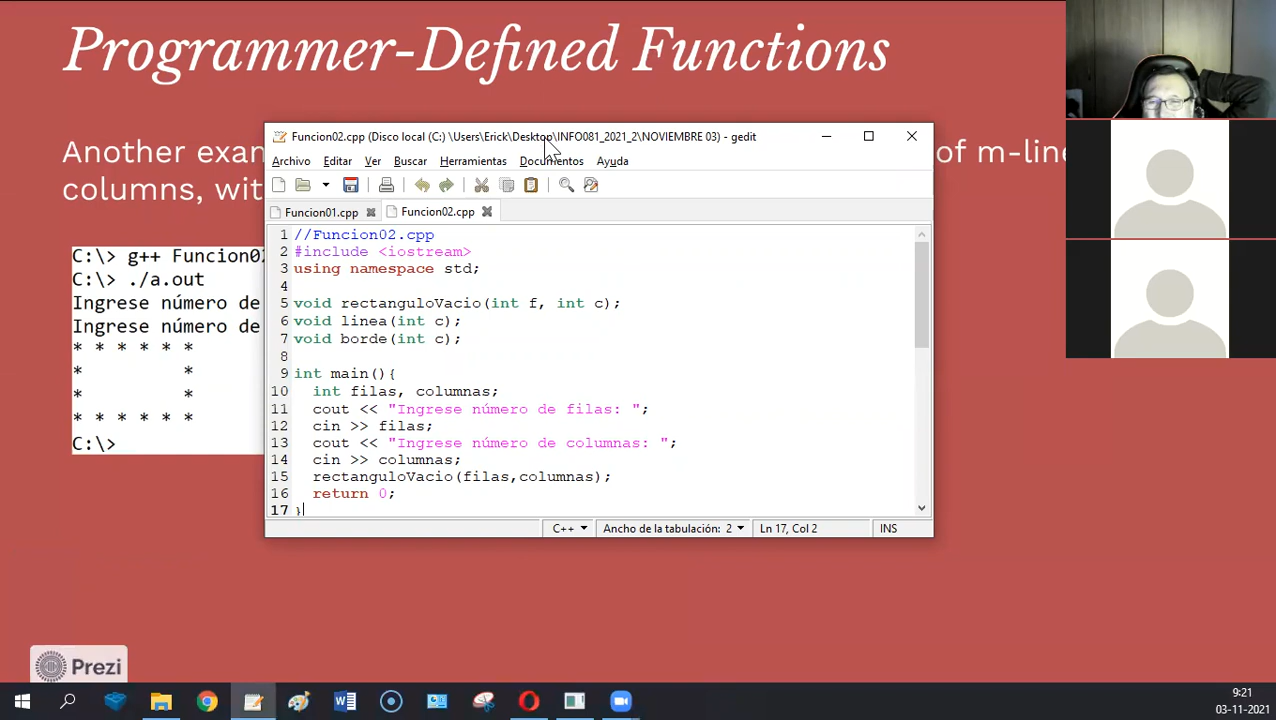 Programmer-Defined Functions
Another exam
of m-line
columns, with
C:\> g++ Funcion02
C:\> ./a.out
Ingrese número de
Ingrese número de
* * * * * *
*         *
*         *
* * * * * *
C:\>
Funcion02.cpp (Disco local (C:) \Users\Erick\Desktop\INFO081_2021_2\NOVIEMBRE 03) - gedit
Archivo Editar Ver Buscar Herramientas Documentos Ayuda
Funcion01.cpp Funcion02.cpp
1 //Funcion02.cpp
2 #include <iostream>
3 using namespace std;
4
5 void rectanguloVacio(int f, int c);
6 void linea(int c);
7 void borde(int c);
8
9 int main(){
10   int filas, columnas;
11   cout << "Ingrese número de filas: ";
12   cin >> filas;
13   cout << "Ingrese número de columnas: ";
14   cin >> columnas;
15   rectanguloVacio(filas,columnas);
16   return 0;
17 }
C++ Ancho de la tabulación: 2 Ln 17, Col 2 INS
Prezi
9:21
03-11-2021